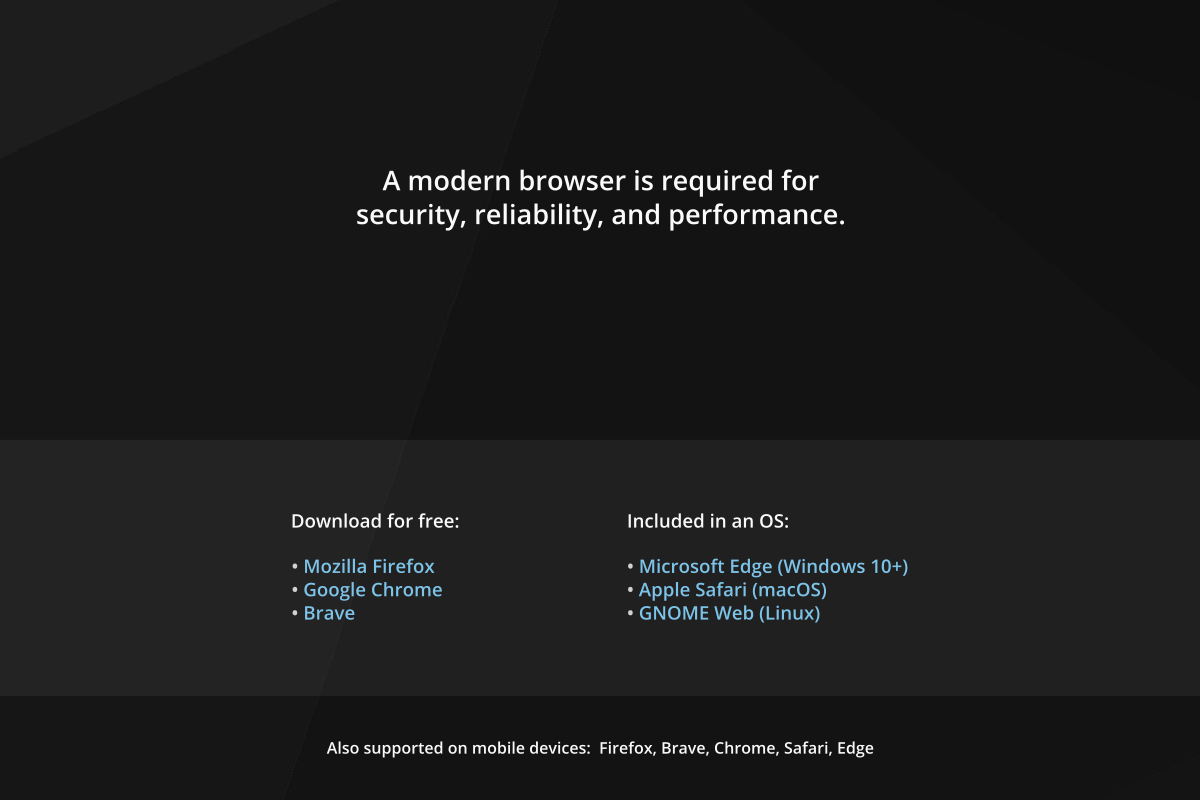 A modern browser is required for
security, reliability, and performance.
Download for free:
• Mozilla Firefox
• Google Chrome
• Brave
Included in an OS:
• Microsoft Edge (Windows 10+)
• Apple Safari (macOS)
• GNOME Web (Linux)
Also supported on mobile devices:  Firefox, Brave, Chrome, Safari, Edge